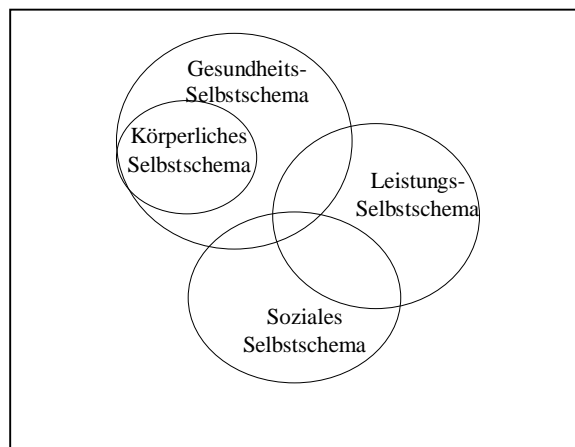 Gesundheits-
Selbstschema
Körperliches
Selbstschema
Leistungs-
Selbstschema
Soziales
Selbstschema